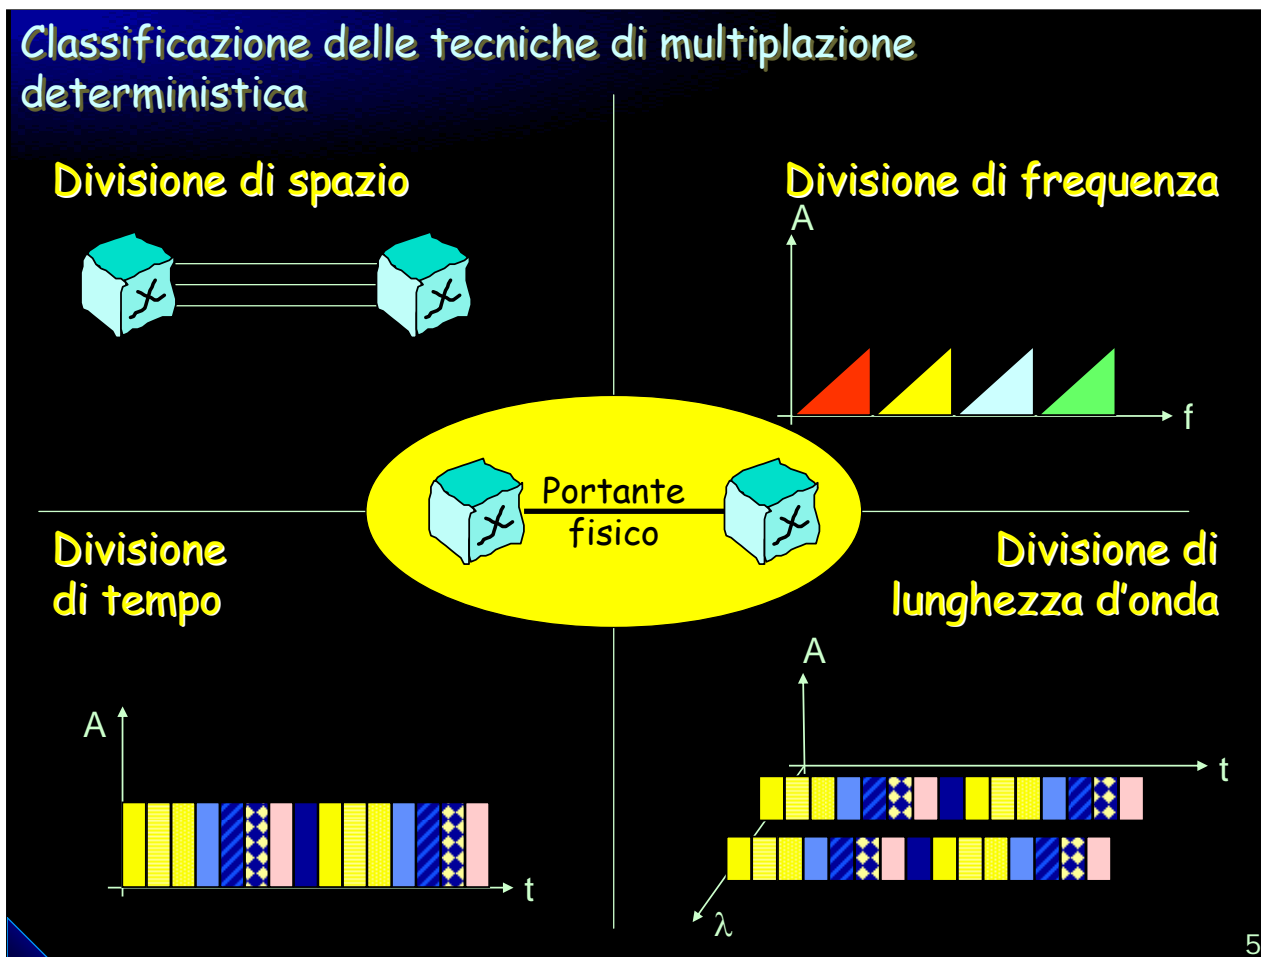 Classificazione delle tecniche di multiplazione
deterministica
Divisione di spazio
Divisione di frequenza
A
f
Portante
fisico
Divisione
di tempo
A
t
Divisione di
lunghezza d'onda
A
t
λ
5